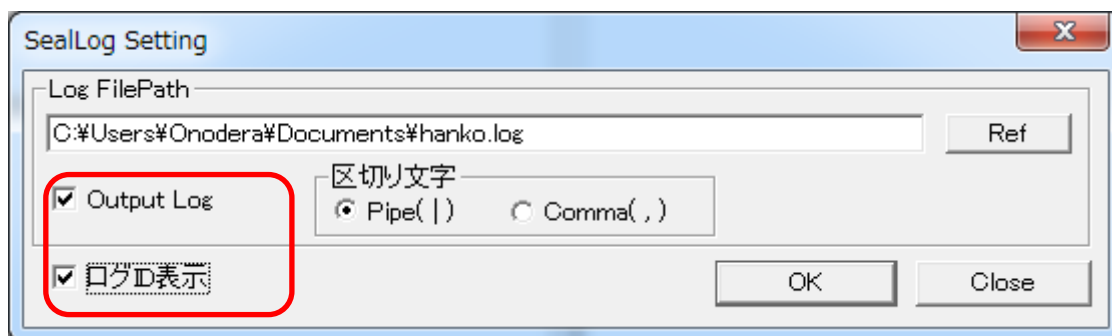 SealLog Setting
Log FilePath
C:¥Users¥Onodera¥Documents¥hanko.log
Ref
Output Log
区切り文字
Pipe( | )
Comma( , )
ログID表示
OK
Close